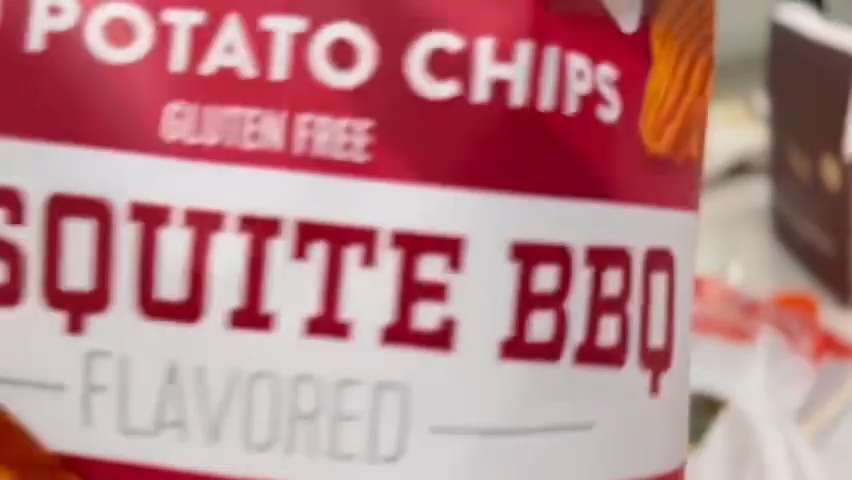 POTATO CHIPS
GLUTEN FREE
SQUITE BBQ
FLAVORED